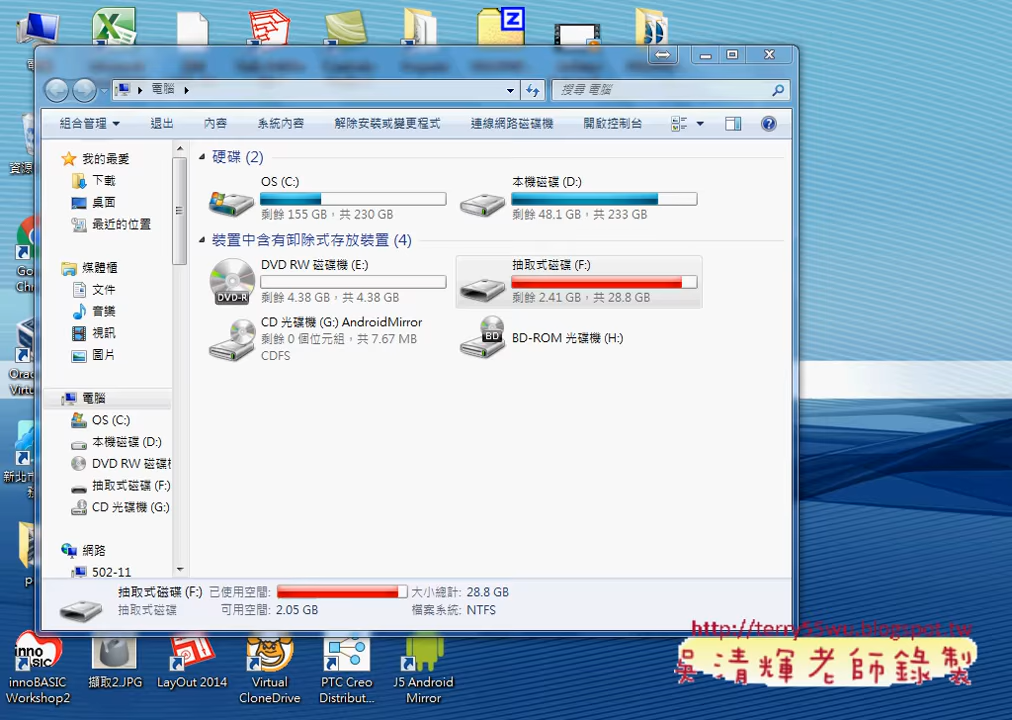 電腦
搜尋 電腦
組合管理 退出 內容 系統內容 解除安裝或變更程式 連線網路磁碟機 開啟控制台
我的最愛
下載
桌面
最近的位置
媒體櫃
文件
音樂
視訊
圖片
電腦
OS (C:)
本機磁碟 (D:)
DVD RW 磁碟
抽取式磁碟 (F:)
CD 光碟機 (G:)
網路
502-11
硬碟 (2)
OS (C:)
剩餘 155 GB，共 230 GB
本機磁碟 (D:)
剩餘 48.1 GB，共 233 GB
裝置中含有卸除式存放裝置 (4)
DVD RW 磁碟機 (E:)
剩餘 4.38 GB，共 4.38 GB
DVD-R
抽取式磁碟 (F:)
剩餘 2.41 GB，共 28.8 GB
CD 光碟機 (G:) AndroidMirror
剩餘 0 個位元組，共 7.67 MB
CDFS
BD
BD-ROM 光碟機 (H:)
抽取式磁碟 (F:) 已使用空間: 大小總計: 28.8 GB
抽取式磁碟 可用空間: 2.05 GB 檔案系統: NTFS
http://terry55wu.blogspot.tw
吳清輝老師錄製
inno BASIC
innoBASIC Workshop2
擷取2.JPG
LayOut 2014
Virtual CloneDrive
PTC Creo Distribut...
J5 Android Mirror